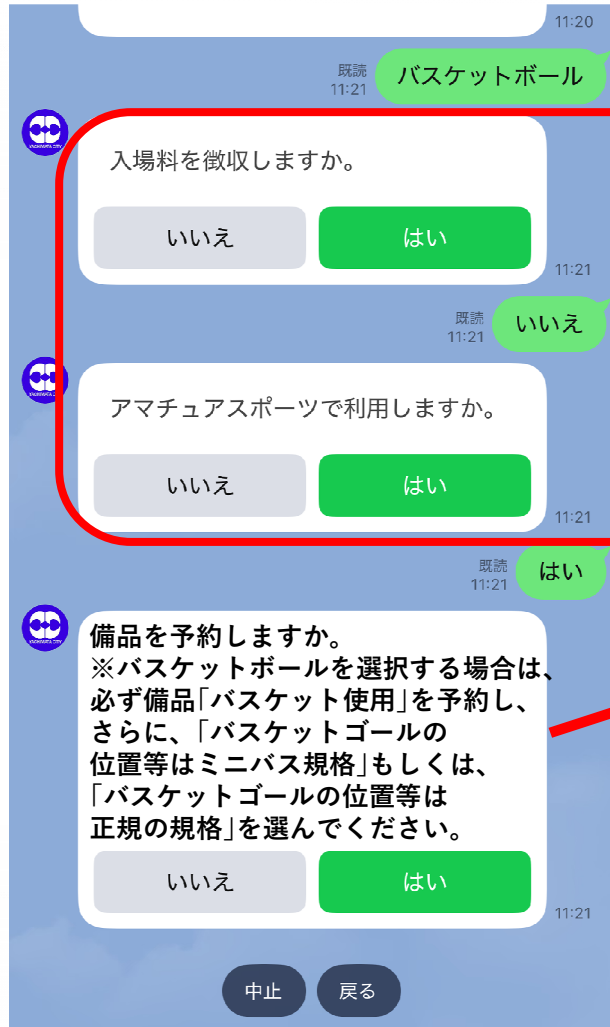 11:20
既読
11:21
バスケットボール
入場料を徴収しますか。
いいえ
はい
11:21
既読
11:21
いいえ
アマチュアスポーツで利用しますか。
いいえ
はい
11:21
既読
11:21
はい
備品を予約しますか。
※バスケットボールを選択する場合は、
必ず備品「バスケット使用」を予約し、
さらに、「バスケットゴールの
位置等はミニバス規格」もしくは、
「バスケットゴールの位置等は
正規の規格」を選んでください。
いいえ
はい
11:21
中止
戻る